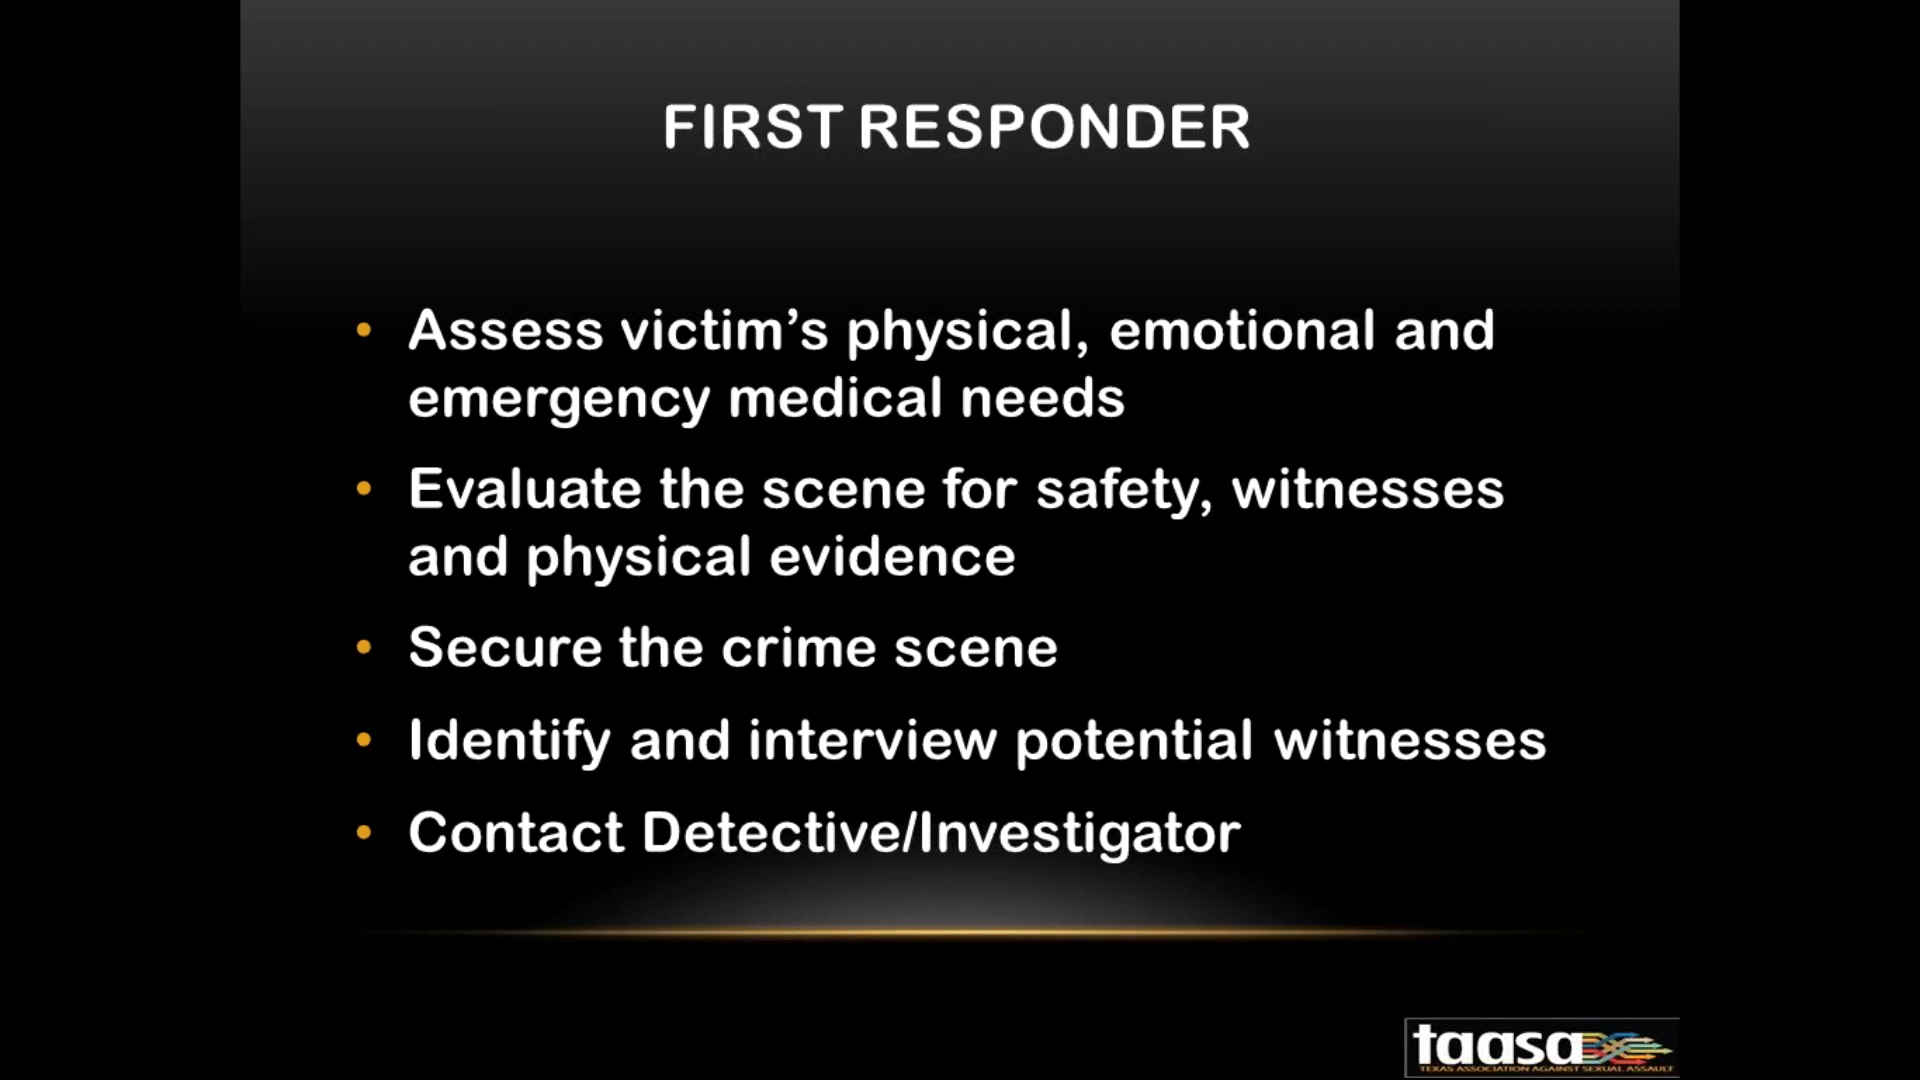 FIRST RESPONDER
• Assess victim’s physical, emotional and
emergency medical needs
• Evaluate the scene for safety, witnesses
and physical evidence
• Secure the crime scene
• Identify and interview potential witnesses
• Contact Detective/Investigator
taasa
TEXAS ASSOCIATION AGAINST SEXUAL ASSAULT